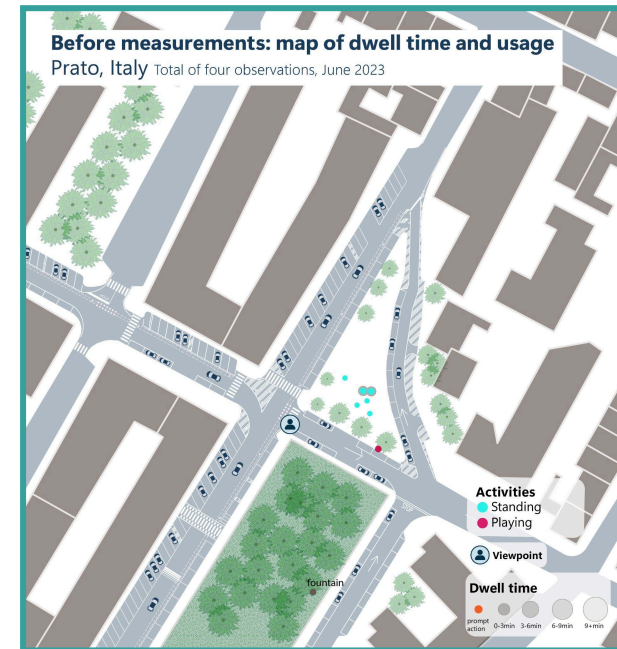 Before measurements: map of dwell time and usage
Prato, Italy Total of four observations, June 2023
fountain
Activities
Standing
Playing
Viewpoint
Dwell time
prompt action 0-3min 3-6min 6-9min 9+min